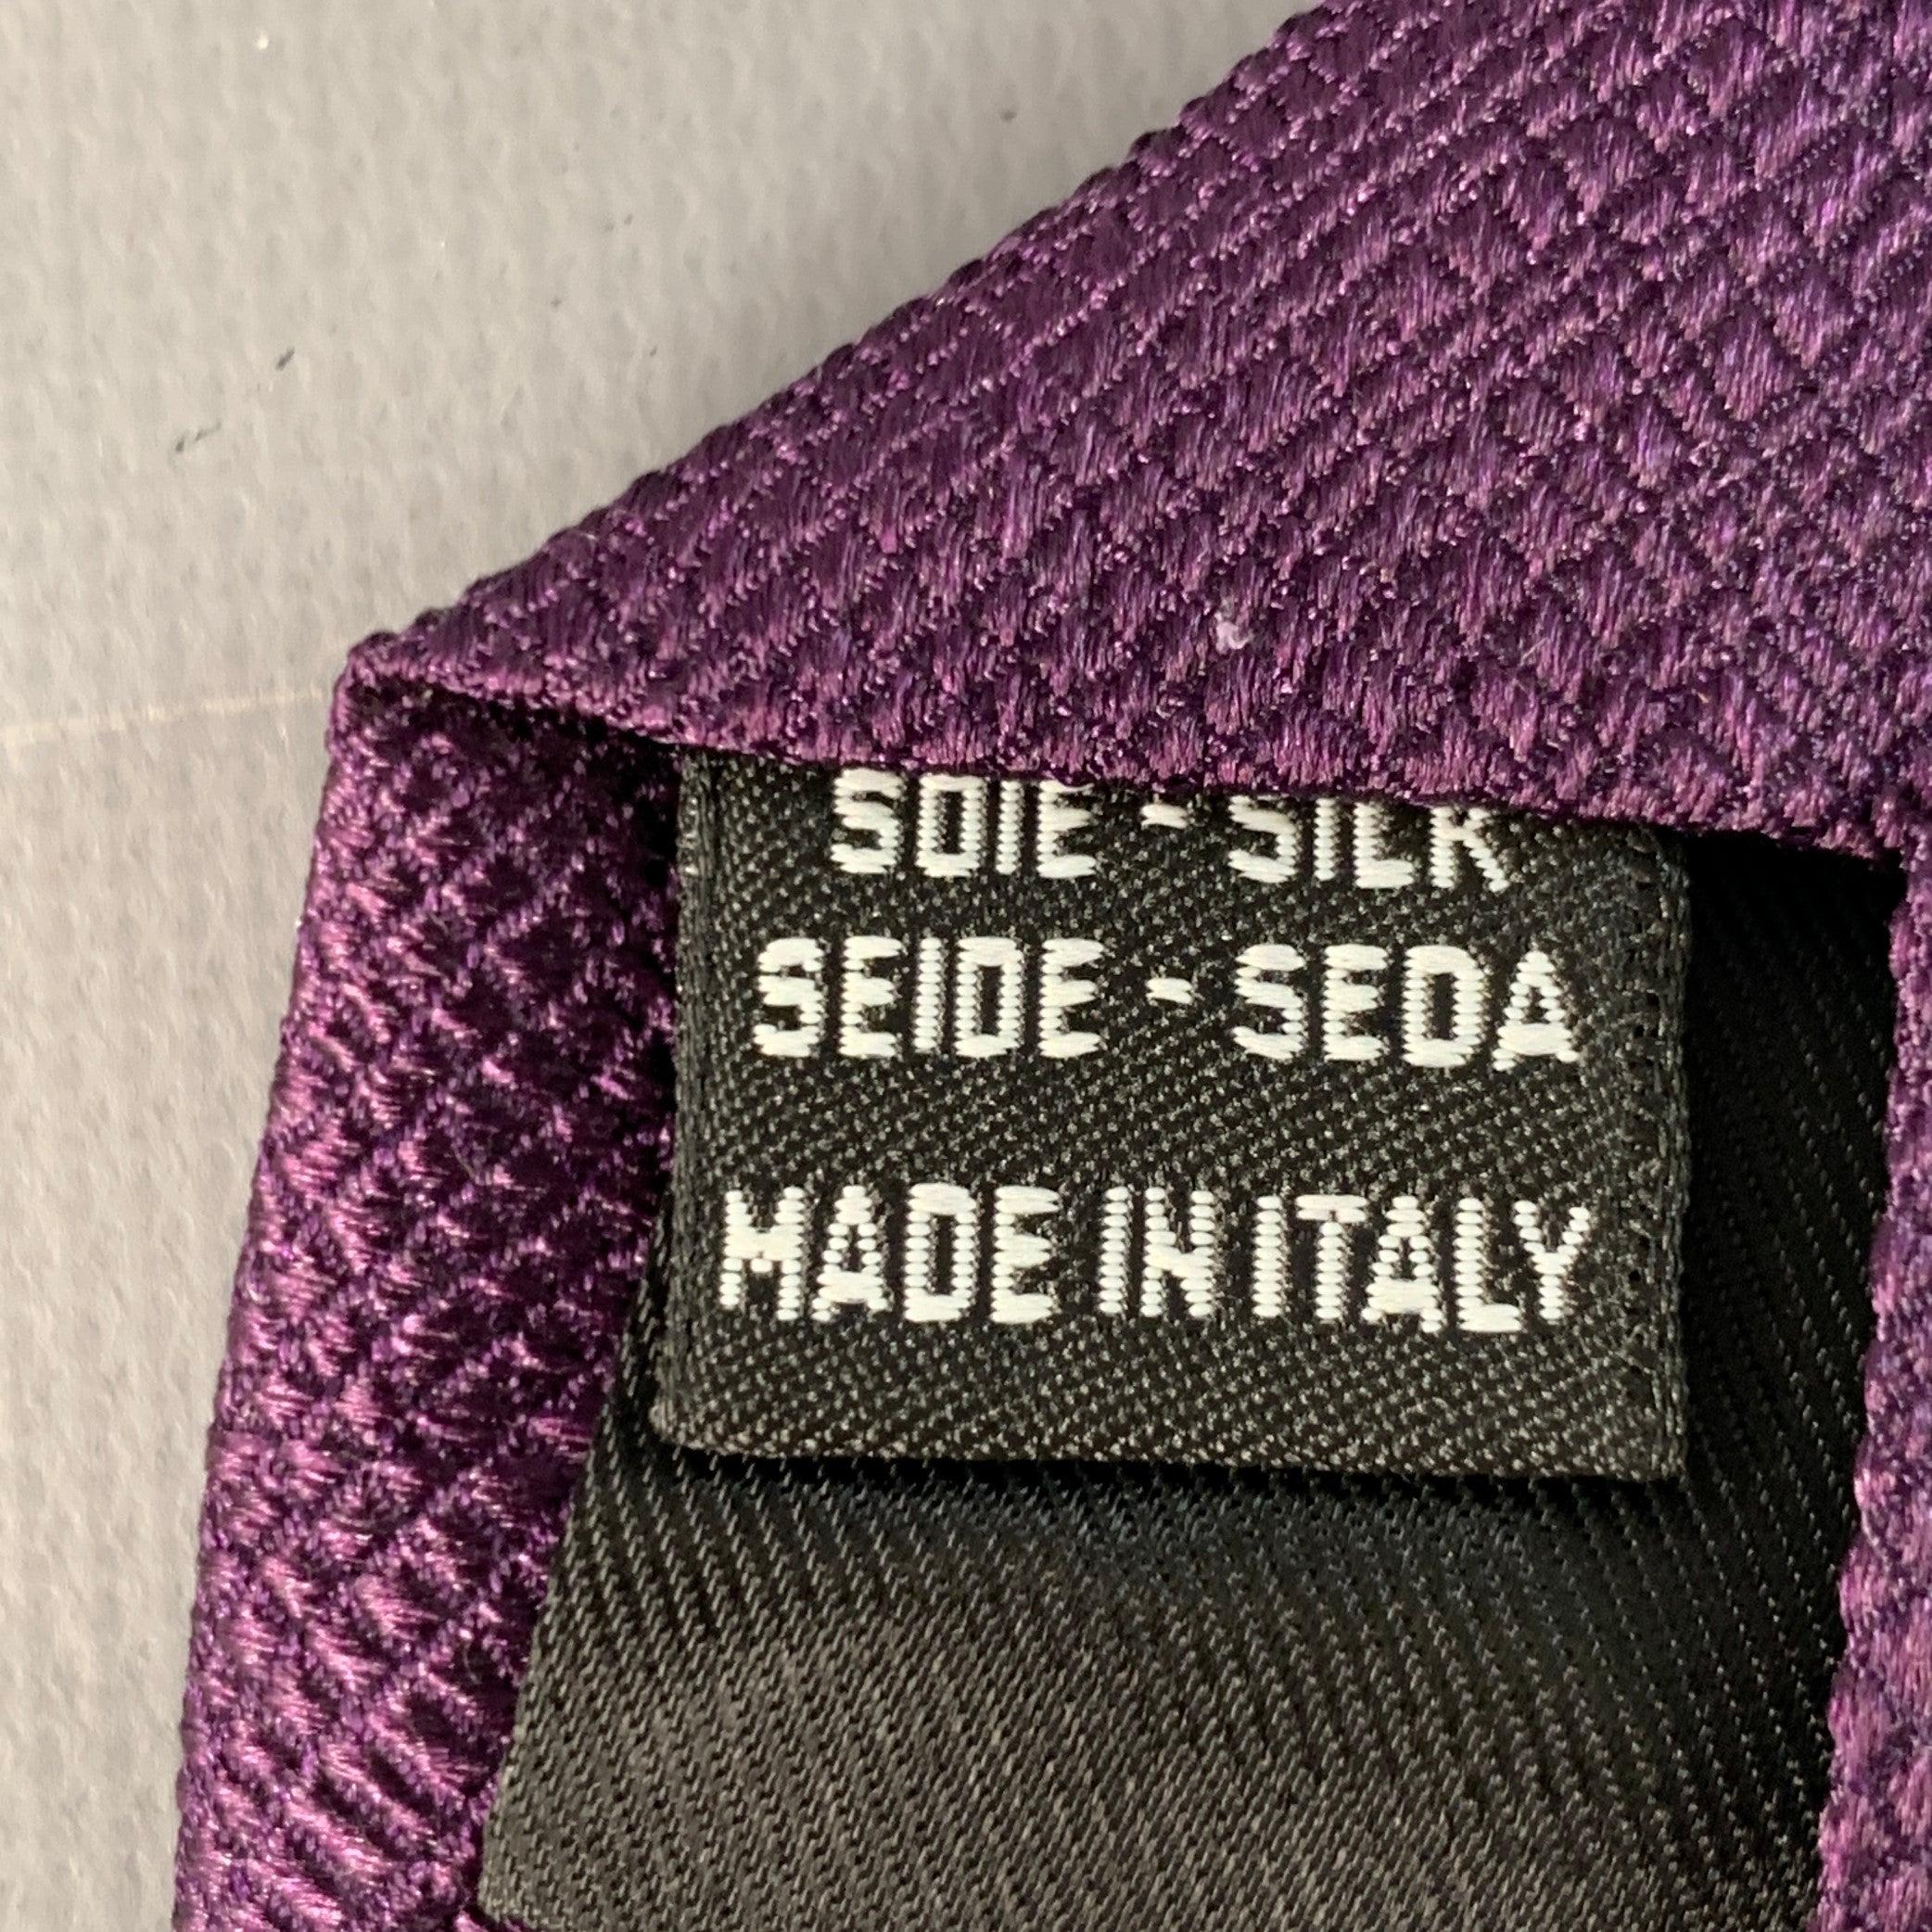 SOIE - SILK
SEIDE - SEDA
MADE IN ITALY